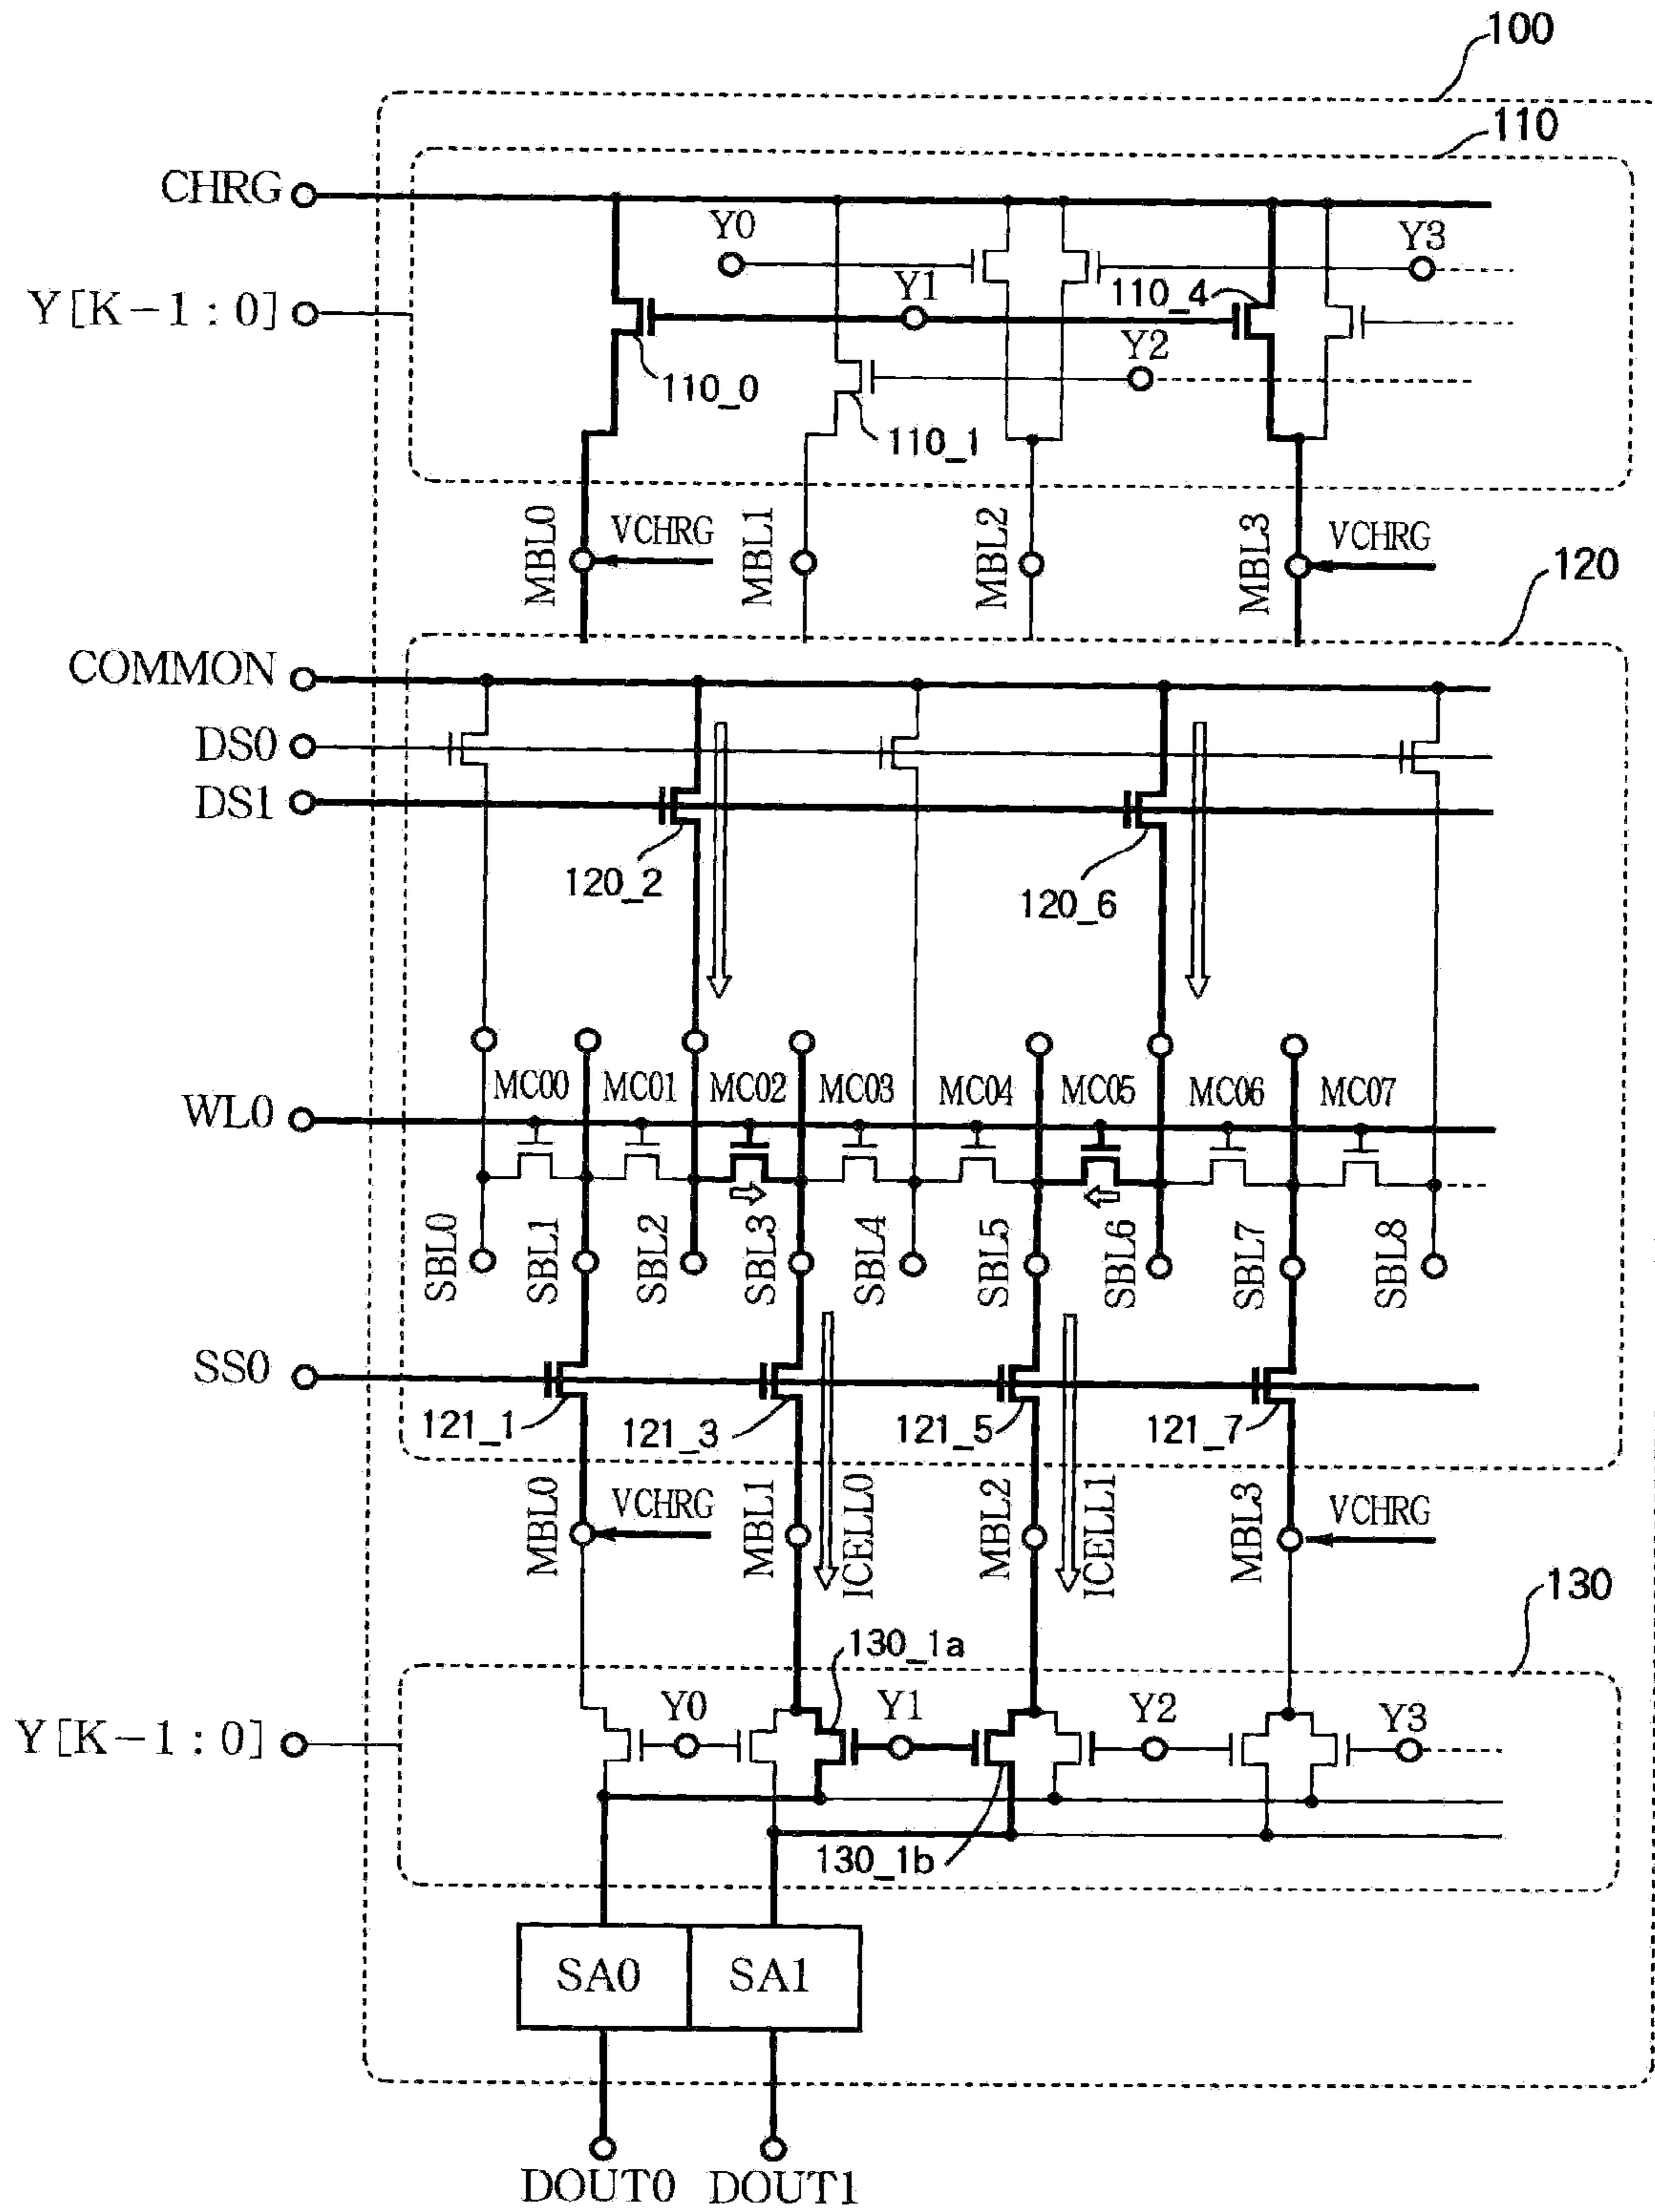 100
110
CHRG
Y0
Y3
Y[K-1:0]
Y1
110_4
Y2
110_0
110_1
MBL0
VCHRG
MBL1
MBL2
MBL3
VCHRG
120
COMMON
DS0
DS1
120_2
120_6
MC00
MC01
MC02
MC03
MC04
MC05
MC06
MC07
WL0
SBL0
SBL1
SBL2
SBL3
SBL4
SBL5
SBL6
SBL7
SBL8
SS0
121_1
121_3
121_5
121_7
MBL0
VCHRG
MBL1
ICELL0
MBL2
ICELL1
MBL3
VCHRG
130
130_1a
Y[K-1:0]
Y0
Y1
Y2
Y3
130_1b
SA0
SA1
DOUT0
DOUT1